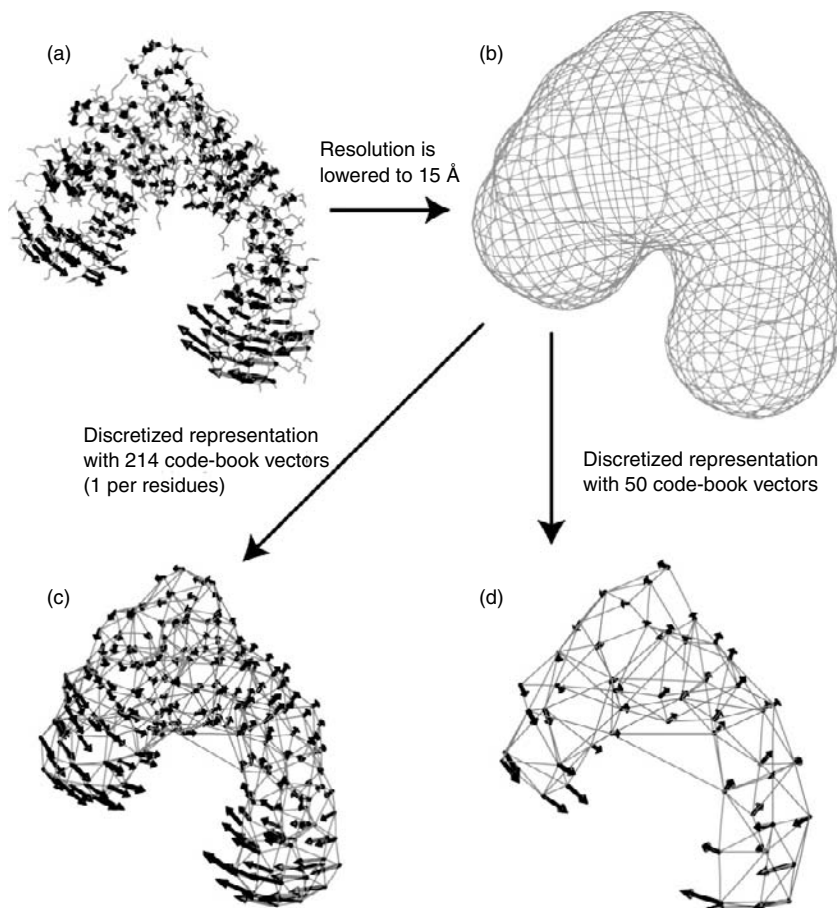 (a)
(b)
Resolution is
lowered to 15 Å
Discretized representation
with 214 code-book vectors
(1 per residues)
Discretized representation
with 50 code-book vectors
(c)
(d)